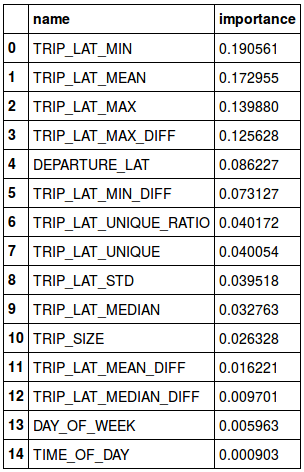 name importance
0 TRIP_LAT_MIN 0.190561
1 TRIP_LAT_MEAN 0.172955
2 TRIP_LAT_MAX 0.139880
3 TRIP_LAT_MAX_DIFF 0.125628
4 DEPARTURE_LAT 0.086227
5 TRIP_LAT_MIN_DIFF 0.073127
6 TRIP_LAT_UNIQUE_RATIO 0.040172
7 TRIP_LAT_UNIQUE 0.040054
8 TRIP_LAT_STD 0.039518
9 TRIP_LAT_MEDIAN 0.032763
10 TRIP_SIZE 0.026328
11 TRIP_LAT_MEAN_DIFF 0.016221
12 TRIP_LAT_MEDIAN_DIFF 0.009701
13 DAY_OF_WEEK 0.005963
14 TIME_OF_DAY 0.000903